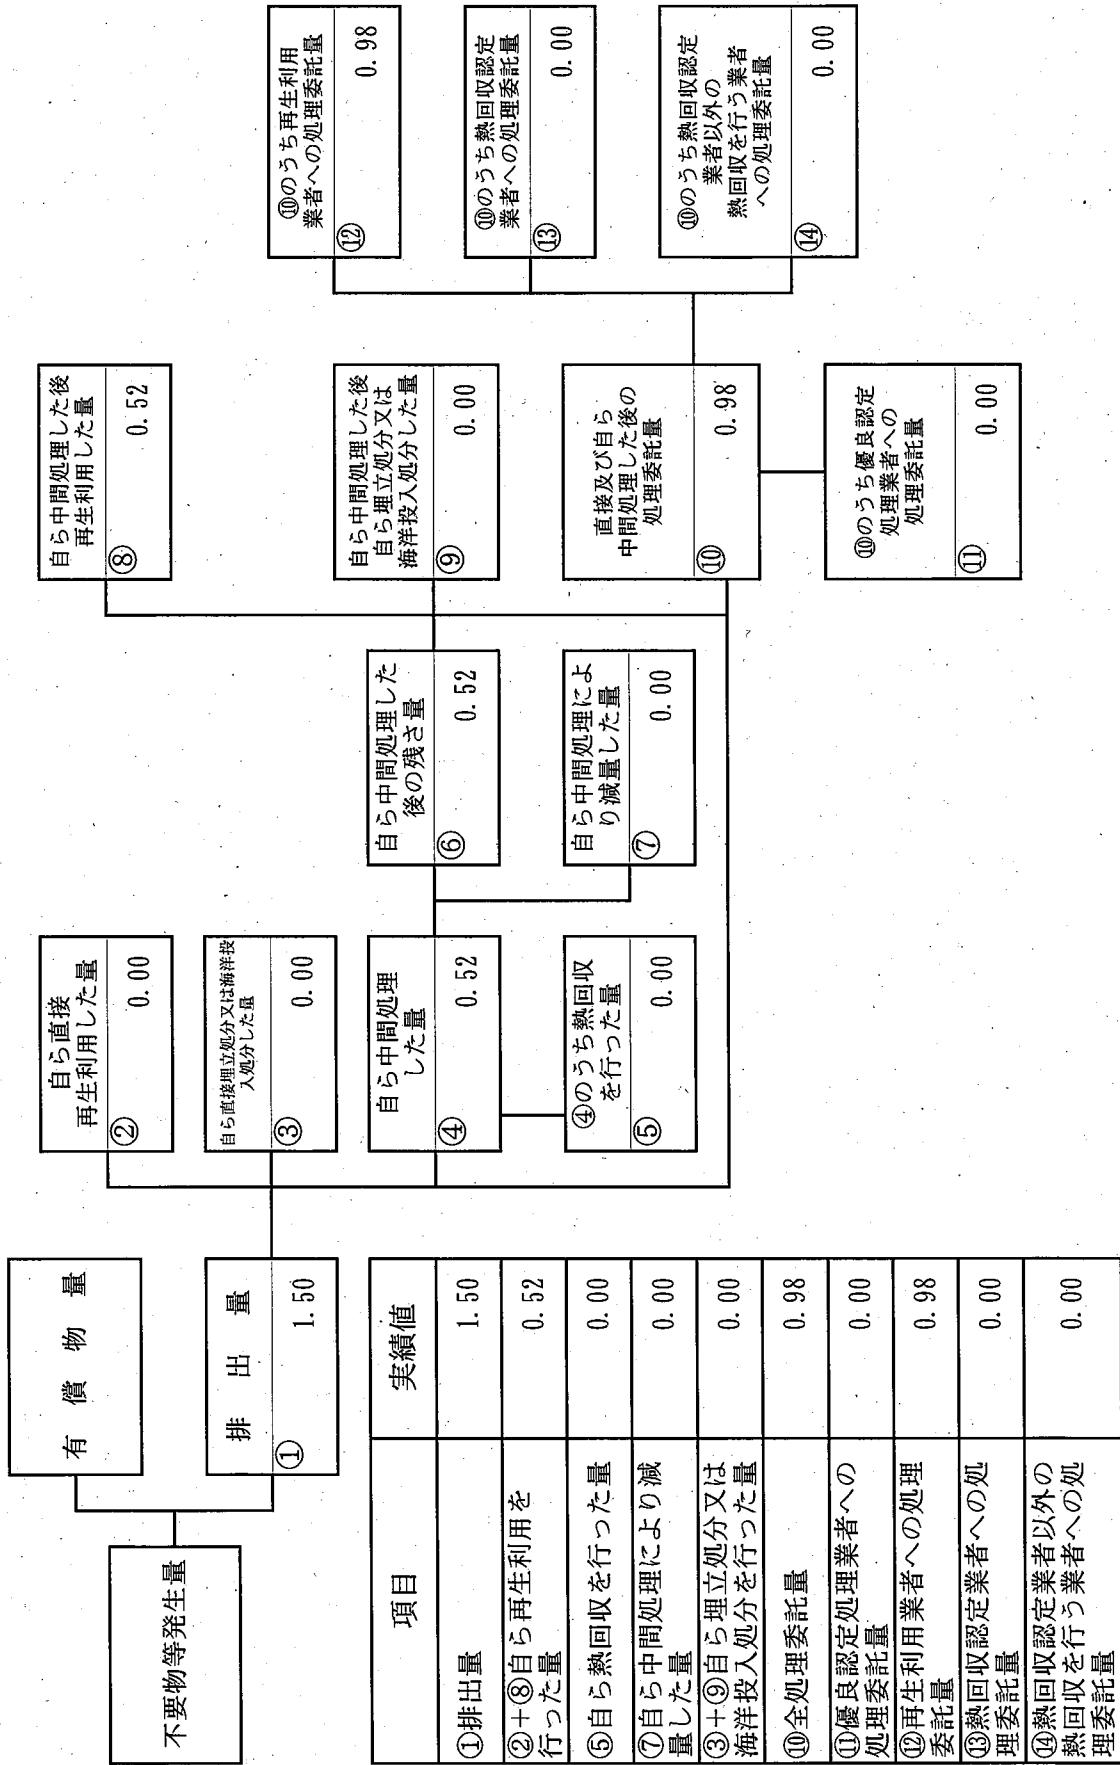 不要物等発生量
有償物量
排出量
① 1.50
自ら直接
再生利用した量
② 0.00
自ら直接埋立処分又は海洋投
入処分した量
③ 0.00
自ら中間処理
した量
④ 0.52
④のうち熱回収
を行った量
⑤ 0.00
自ら中間処理した
後の残さ量
⑥ 0.52
自ら中間処理によ
り減量した量
⑦ 0.00
自ら中間処理した後
再生利用した量
⑧ 0.52
自ら中間処理した後
自ら埋立処分又は
海洋投入処分した量
⑨ 0.00
直接及び自ら
中間処理した後の
処理委託量
⑩ 0.98
⑩のうち優良認定
処理業者への
処理委託量
⑪ 0.00
⑩のうち再生利用
業者への処理委託量
⑫ 0.98
⑩のうち熱回収認定
業者への処理委託量
⑬ 0.00
⑩のうち熱回収認定
業者以外の
熱回収を行う業者
への処理委託量
⑭ 0.00
項目 実績値
①排出量 1.50
②+⑧自ら再生利用を
行った量 0.52
⑤自ら熱回収を行った量 0.00
⑦自ら中間処理により減
量した量 0.00
③+⑨自ら埋立処分又は
海洋投入処分を行った量 0.00
⑩全処理委託量 0.98
⑪優良認定処理業者への
処理委託量 0.00
⑫再生利用業者への処理
委託量 0.98
⑬熱回収認定業者への処
理委託量 0.00
⑭熱回収認定業者以外の
熱回収を行う業者への処
理委託量 0.00